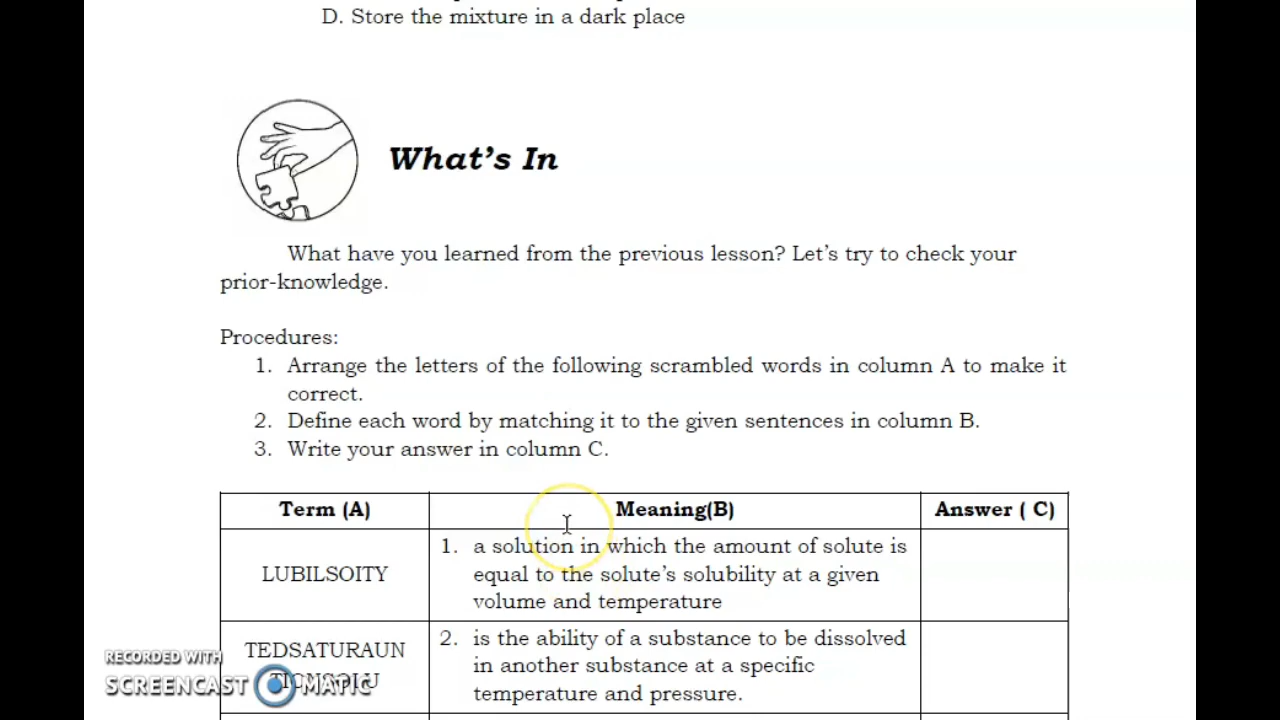 D. Store the mixture in a dark place
What's In
What have you learned from the previous lesson? Let's try to check your
prior-knowledge.
Procedures:
1. Arrange the letters of the following scrambled words in column A to make it
correct.
2. Define each word by matching it to the given sentences in column B.
3. Write your answer in column C.
Term (A)
Meaning(B)
Answer ( C)
LUBILSOITY
1. a solution in which the amount of solute is
equal to the solute's solubility at a given
volume and temperature
TEDSATURAUN
2. is the ability of a substance to be dissolved
in another substance at a specific
temperature and pressure.
RECORDED WITH
SCREENCAST MATIC